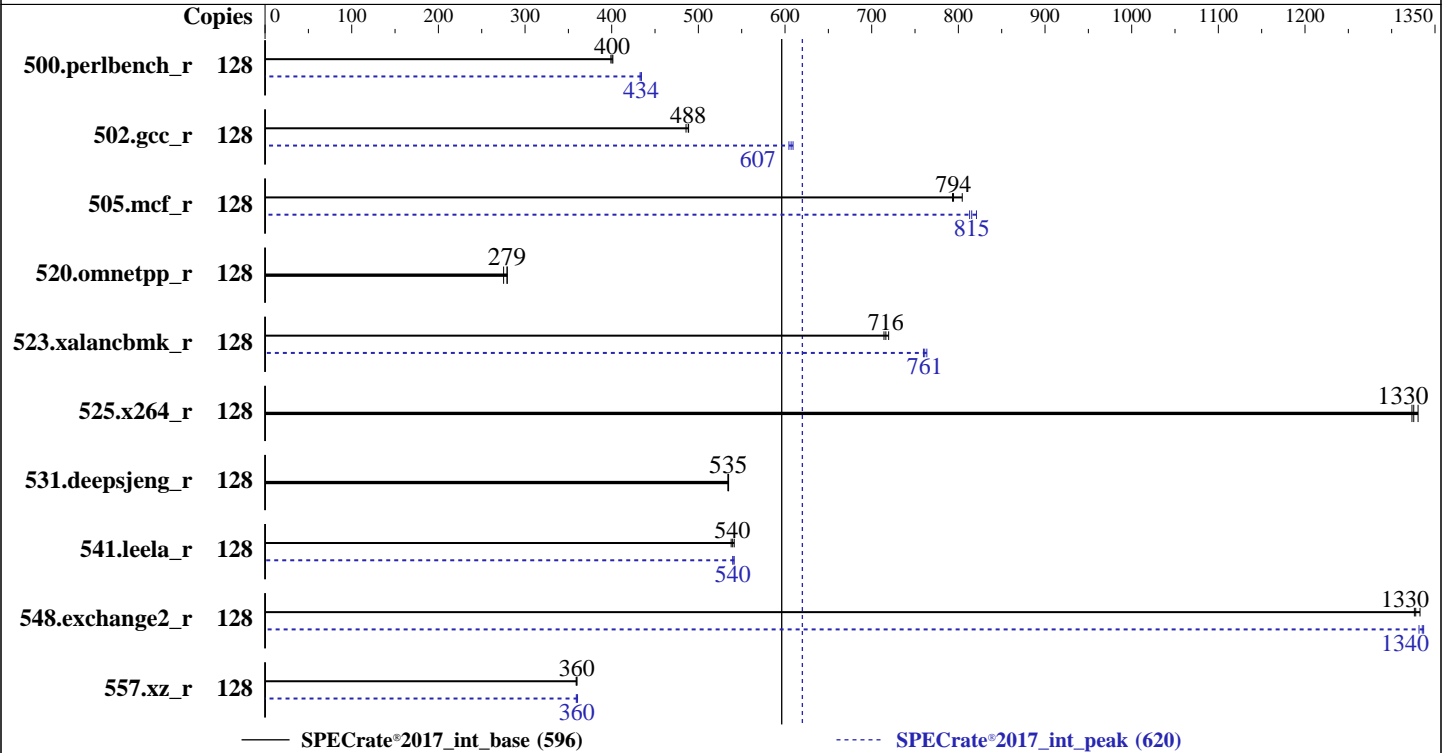 Copies 0 100 200 300 400 500 600 700 800 900 1000 1100 1200 1350
400
500.perlbench_r 128
434
488
502.gcc_r 128
607
794
505.mcf_r 128
815
279
520.omnetpp_r 128
716
523.xalancbmk_r 128
761
1330
525.x264_r 128
535
531.deepsjeng_r 128
540
541.leela_r 128
540
1330
548.exchange2_r 128
1340
360
557.xz_r 128
360
SPECrate®2017_int_base (596) SPECrate®2017_int_peak (620)